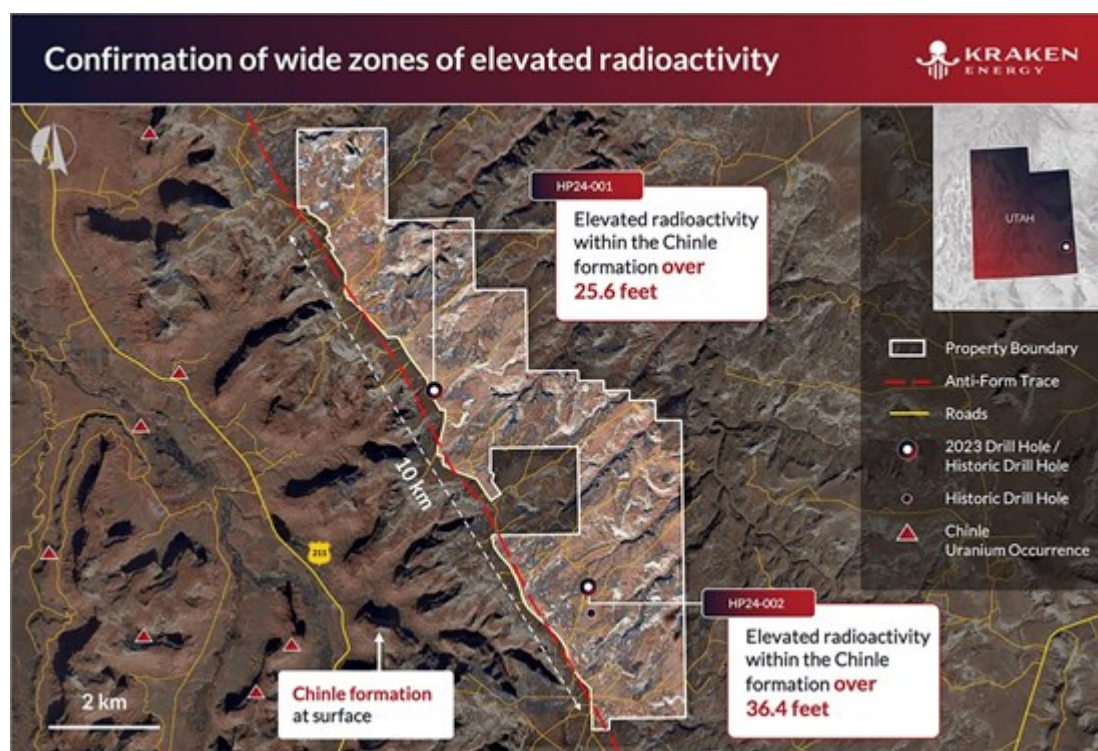 Confirmation of wide zones of elevated radioactivity
KRAKEN
ENERGY
HP24-001
Elevated radioactivity
within the Chinle
formation over
25.6 feet
UTAH
Property Boundary
Anti-Form Trace
Roads
2023 Drill Hole /
Historic Drill Hole
Historic Drill Hole
Chinle
Uranium Occurrence
10 km
HP24-002
Elevated radioactivity
within the Chinle
formation over
36.4 feet
Chinle formation
at surface
2 km